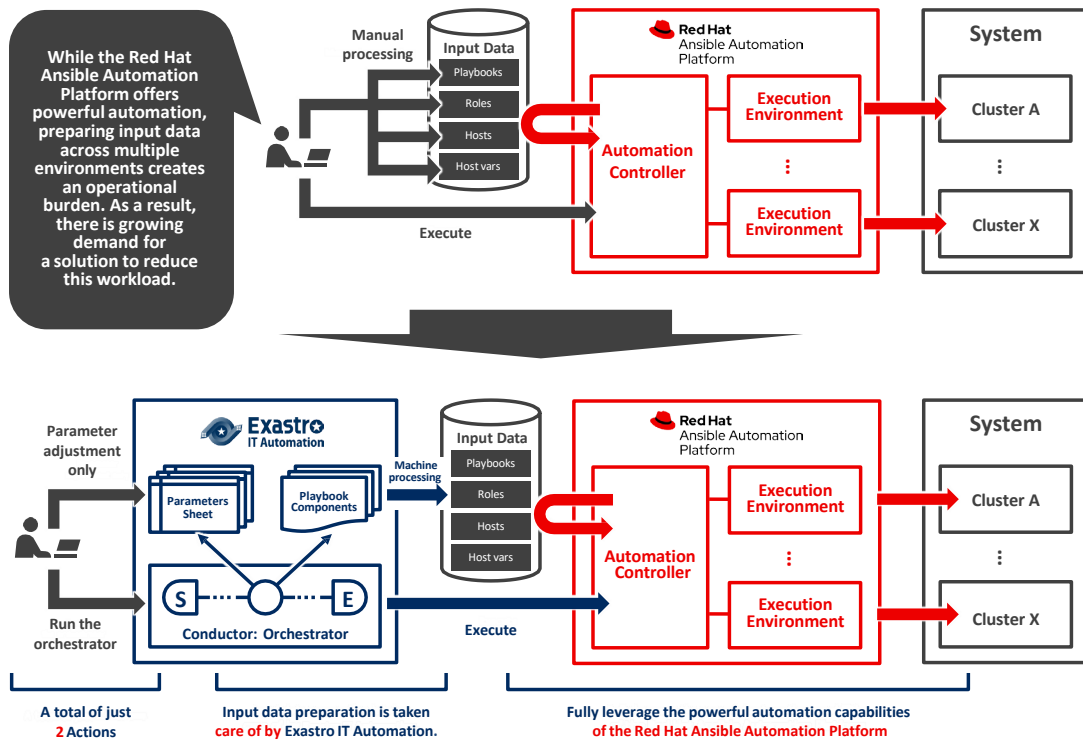 While the Red Hat
Ansible Automation
Platform offers
powerful automation,
preparing input data
across multiple
environments creates
an operational
burden. As a result,
there is growing
demand for
a solution to reduce
this workload.
Manual
processing
Input Data
Playbooks
Roles
Hosts
Host vars
Execute
Red Hat
Ansible Automation
Platform
Automation
Controller
Execution
Environment
Execution
Environment
System
Cluster A
Cluster X
Parameter
adjustment
only
Run the
orchestrator
Exastro
IT Automation
Parameters
Sheet
Playbook
Components
S
E
Conductor: Orchestrator
Machine
processing
Input Data
Playbooks
Roles
Hosts
Host vars
Execute
Red Hat
Ansible Automation
Platform
Automation
Controller
Execution
Environment
Execution
Environment
System
Cluster A
Cluster X
A total of just
2 Actions
Input data preparation is taken
care of by Exastro IT Automation.
Fully leverage the powerful automation capabilities
of the Red Hat Ansible Automation Platform